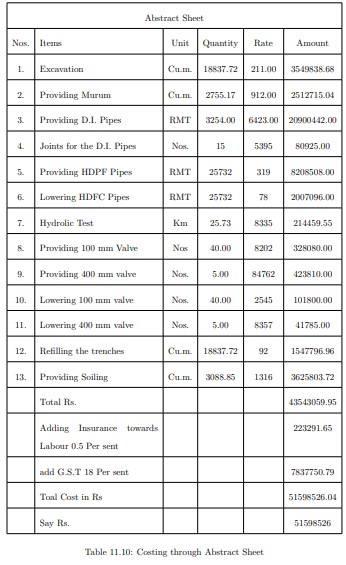 Abstract Sheet
Nos. Items Unit Quantity Rate Amount
1. Excavation Cu.m. 18837.72 211.00 3549838.68
2. Providing Murum Cu.m. 2755.17 912.00 2512715.04
3. Providing D.I. Pipes RMT 3254.00 6423.00 20900442.00
4. Joints for the D.I. Pipes Nos. 15 5395 80925.00
5. Providing HDPF Pipes RMT 25732 319 8208508.00
6. Lowering HDFC Pipes RMT 25732 78 2007096.00
7. Hydrolic Test Km 25.73 8335 214459.55
8. Providing 100 mm Valve Nos 40.00 8202 328080.00
9. Providing 400 mm valve Nos. 5.00 84762 423810.00
10. Lowering 100 mm valve Nos. 40.00 2545 101800.00
11. Lowering 400 mm valve Nos. 5.00 8357 41785.00
12. Refilling the trenches Cu.m. 18837.72 92 1547796.96
13. Providing Soiling Cu.m. 3088.85 1316 3625803.72
Total Rs. 43543059.95
Adding Insurance towards 223291.65
Labour 0.5 Per sent
add G.S.T 18 Per sent 7837750.79
Toal Cost in Rs 51598526.04
Say Rs. 51598526
Table 11.10: Costing through Abstract Sheet